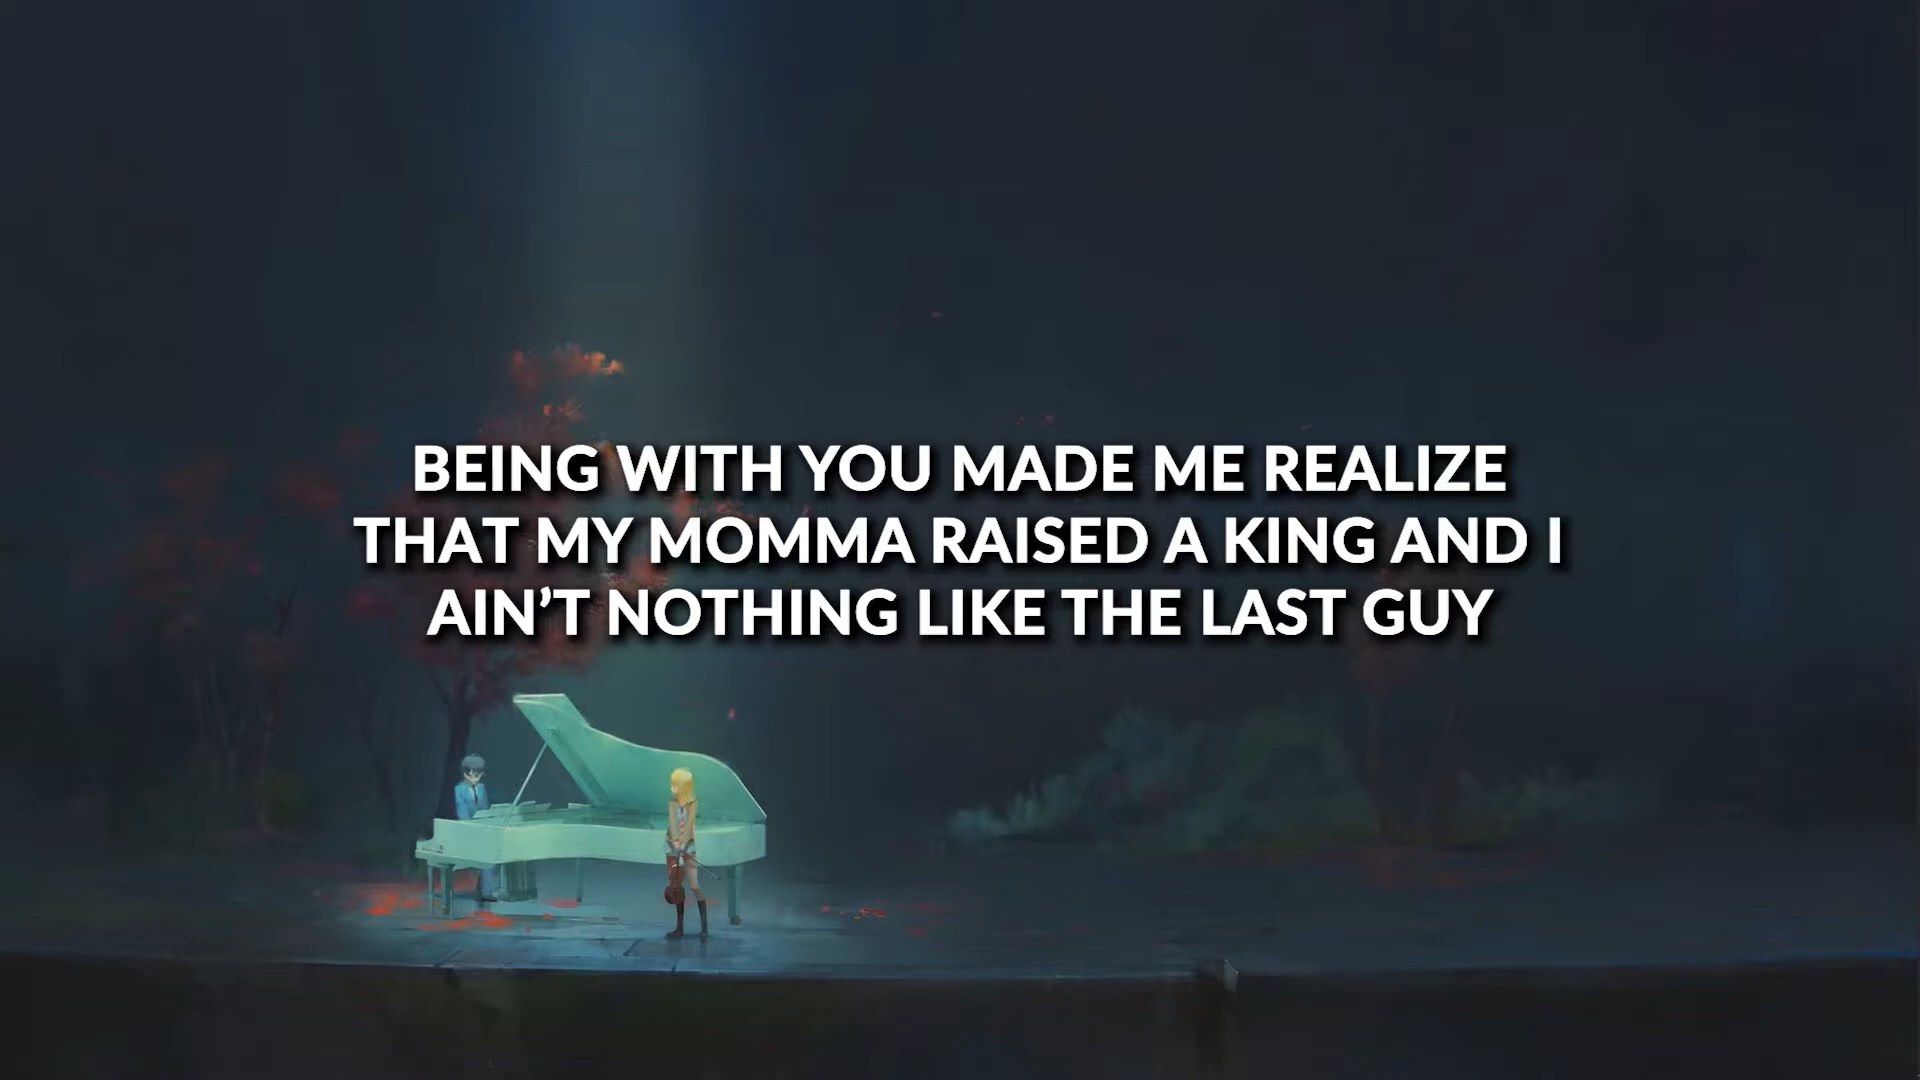 BEING WITH YOU MADE ME REALIZE
THAT MY MOMMA RAISED A KING AND I
AIN’T NOTHING LIKE THE LAST GUY